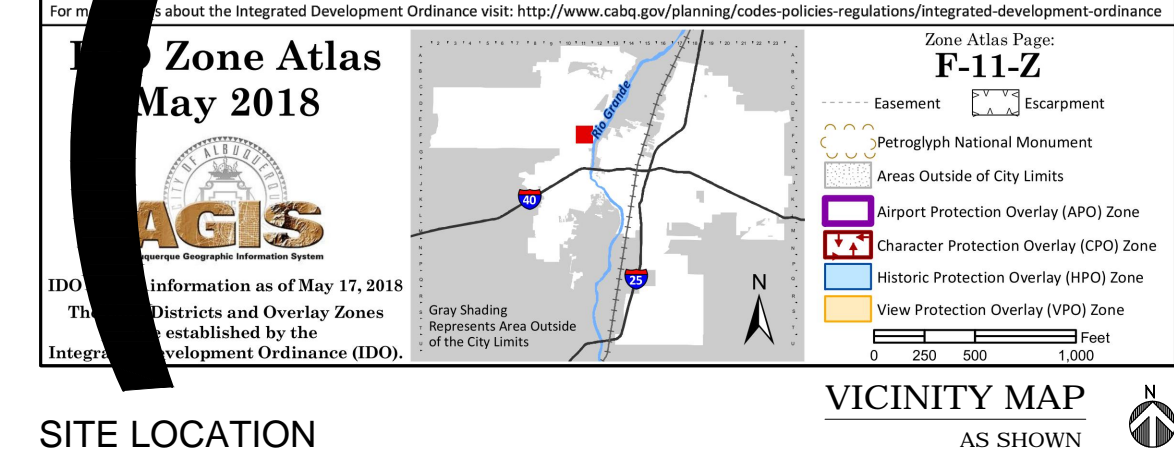 For m s about the Integrated Development Ordinance visit: http://www.cabq.gov/planning/codes-policies-regulations/integrated-development-ordinance
Zone Atlas
May 2018
CITY OF ALBUQUERQUE
AGIS
uquerque Geographic Information System
IDO information as of May 17, 2018
The Districts and Overlay Zones
e established by the
Integra evelopment Ordinance (IDO).
Rio Grande
40
25
N
Gray Shading
Represents Area Outside
of the City Limits
Zone Atlas Page:
F-11-Z
Easement Escarpment
Petroglyph National Monument
Areas Outside of City Limits
Airport Protection Overlay (APO) Zone
Character Protection Overlay (CPO) Zone
Historic Protection Overlay (HPO) Zone
View Protection Overlay (VPO) Zone
Feet
0 250 500 1,000
VICINITY MAP
AS SHOWN
N
SITE LOCATION